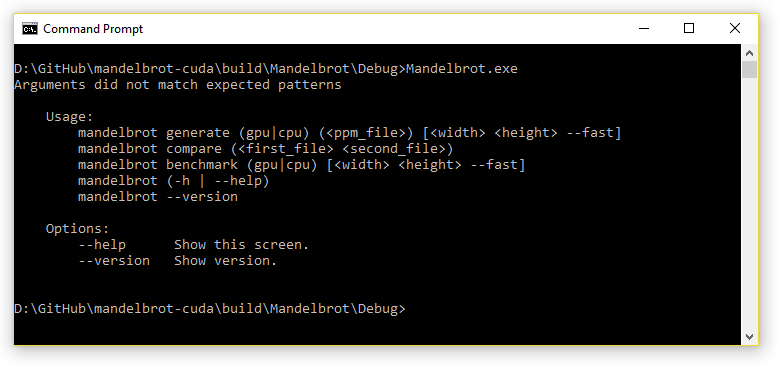 Command Prompt
D:\GitHub\mandelbrot-cuda\build\Mandelbrot\Debug>Mandelbrot.exe
Arguments did not match expected patterns
Usage:
mandelbrot generate (gpu|cpu) (<ppm_file>) [<width> <height> --fast]
mandelbrot compare (<first_file> <second_file>)
mandelbrot benchmark (gpu|cpu) [<width> <height> --fast]
mandelbrot (-h | --help)
mandelbrot --version
Options:
--help      Show this screen.
--version   Show version.
D:\GitHub\mandelbrot-cuda\build\Mandelbrot\Debug>